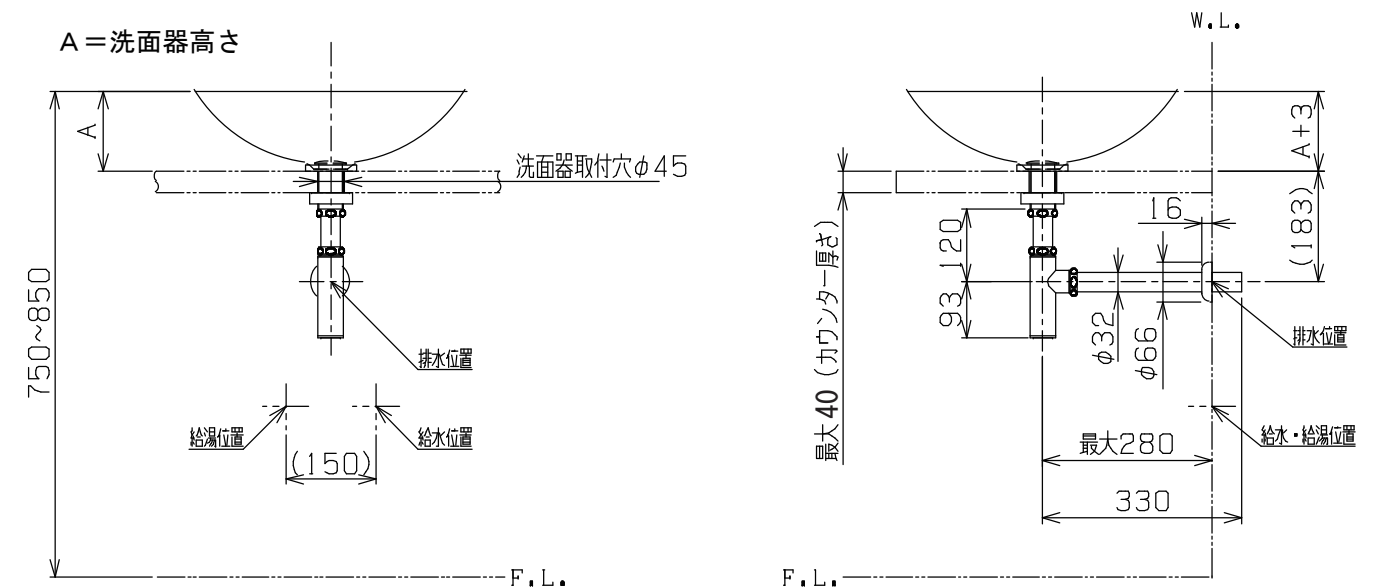 A＝洗面器高さ
A
洗面器取付穴φ45
750~850
排水位置
給湯位置
給水位置
(150)
F.L.
W.L.
A+3
(183)
16
120
93
φ32
φ66
最大40（カウンター厚さ）
排水位置
給水・給湯位置
最大280
330
F.L.